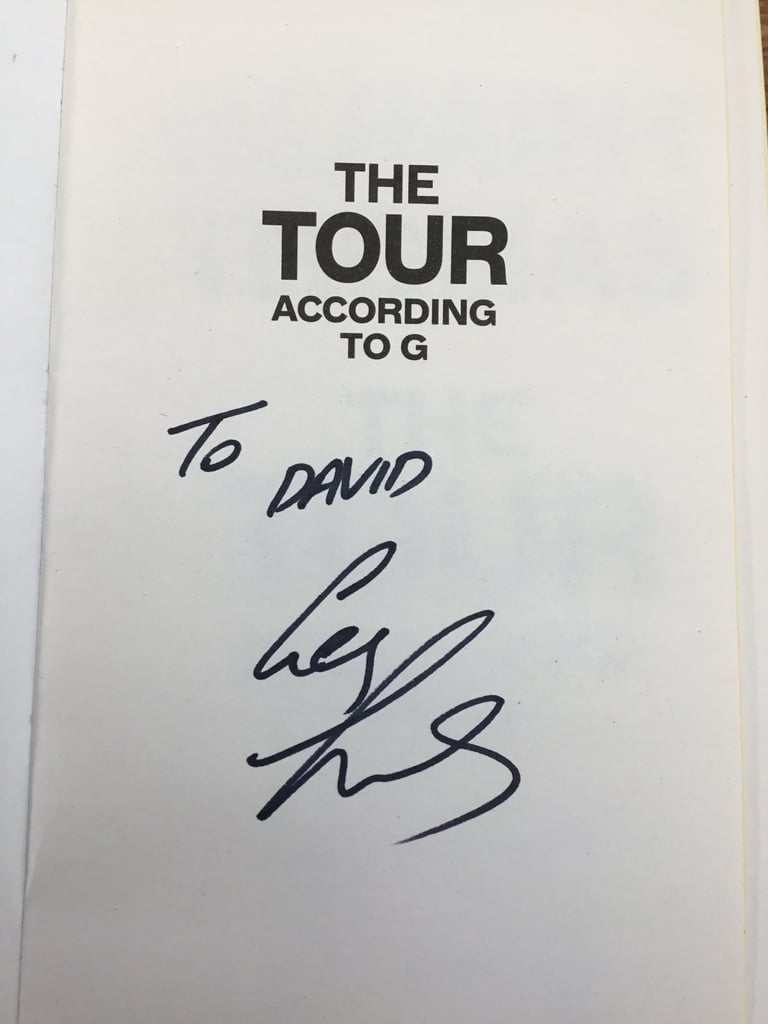 THE
TOUR
ACCORDING
TO G
To
DAVID